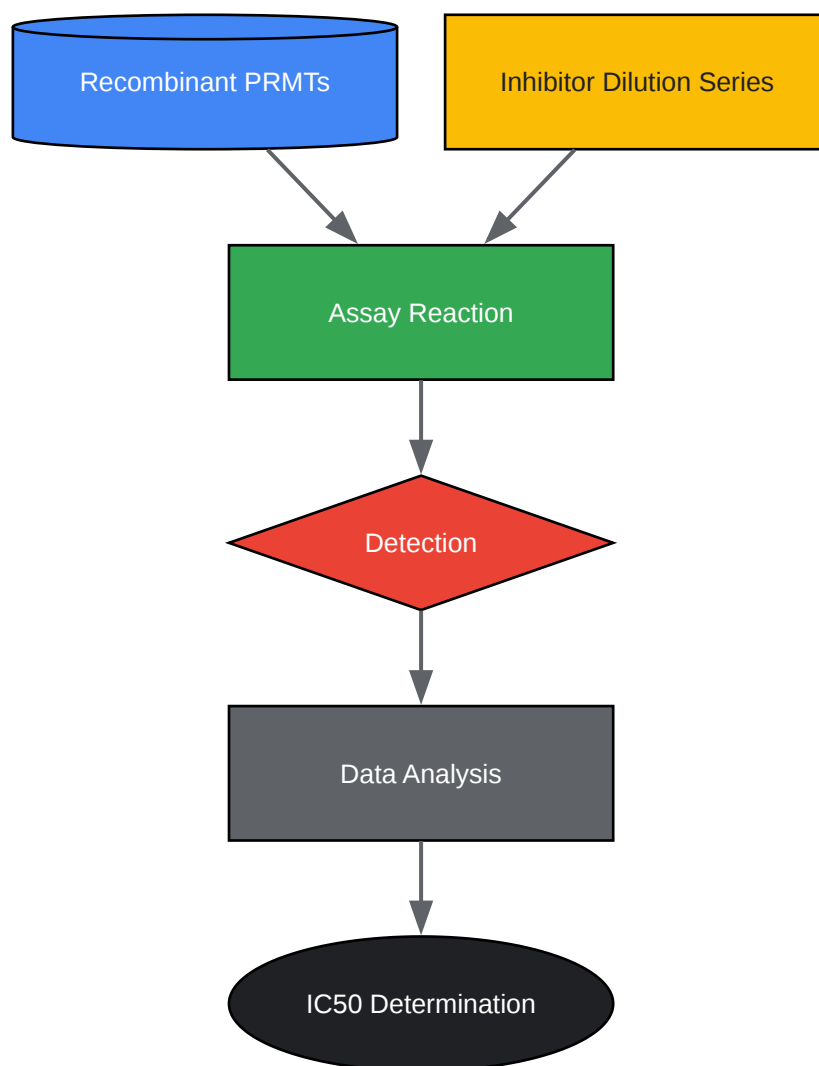 Recombinant PRMTs
Inhibitor Dilution Series
Assay Reaction
Detection
Data Analysis
IC50 Determination